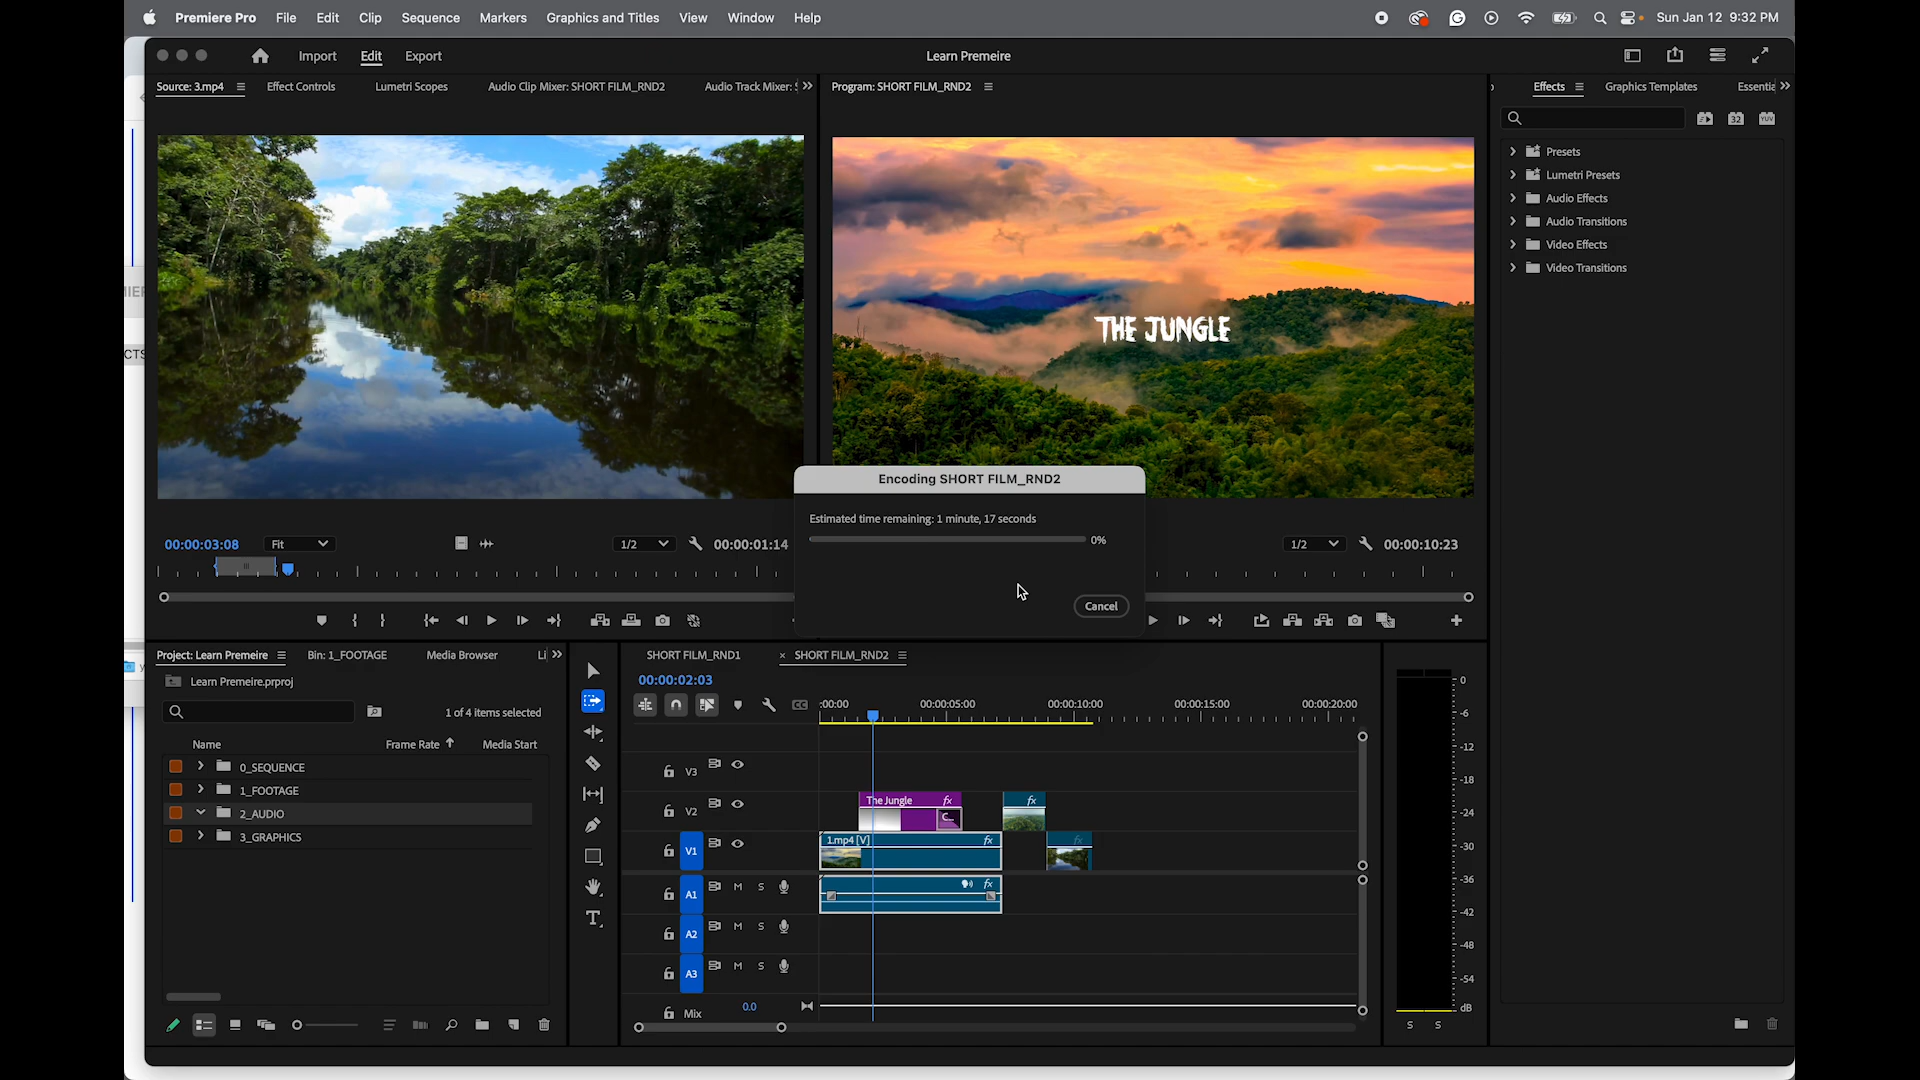 Premiere Pro File Edit Clip Sequence Markers Graphics and Titles View Window Help Sun Jan 12 9:32 PM
Import Edit Export Learn Premeire
Source: 3.mp4 Effect Controls Lumetri Scopes Audio Clip Mixer: SHORT FILM_RND2 Audio Track Mixer: Program: SHORT FILM_RND2 Effects Graphics Templates Essentia
32 YUV
Presets
Lumetri Presets
Audio Effects
Audio Transitions
Video Effects
Video Transitions
THE JUNGLE
Encoding SHORT FILM_RND2
Estimated time remaining: 1 minute, 17 seconds
0%
Cancel
00:00:03:08 Fit 1/2 00:00:01:14 1/2 00:00:10:23
Project: Learn Premeire Bin: 1_FOOTAGE Media Browser Li
Learn Premeire.prproj
1 of 4 items selected
Name Frame Rate Media Start
0_SEQUENCE
1_FOOTAGE
2_AUDIO
3_GRAPHICS
SHORT FILM_RND1 × SHORT FILM_RND2
00:00:02:03
CC :00:00 00:00:05:00 00:00:10:00 00:00:15:00 00:00:20:00
V3
V2 The Jungle fx fx
C...
V1 1.mp4 [V] fx fx
A1 M S fx
A2 M S
A3 M S
Mix 0.0
0
-6
-12
-18
-24
-30
-36
-42
-48
-54
dB
S S